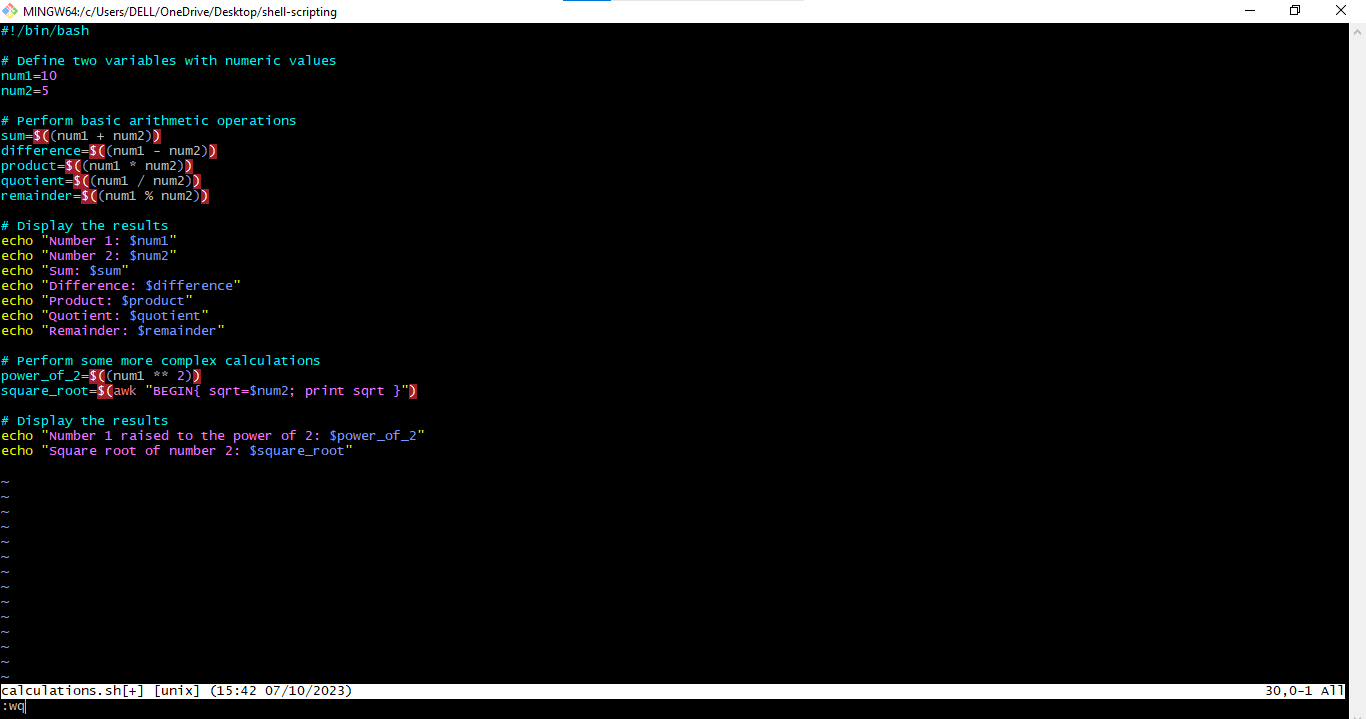 MINGW64:/c/Users/DELL/OneDrive/Desktop/shell-scripting
#!/bin/bash

# Define two variables with numeric values
num1=10
num2=5

# Perform basic arithmetic operations
sum=$((num1 + num2))
difference=$((num1 - num2))
product=$((num1 * num2))
quotient=$((num1 / num2))
remainder=$((num1 % num2))

# Display the results
echo "Number 1: $num1"
echo "Number 2: $num2"
echo "Sum: $sum"
echo "Difference: $difference"
echo "Product: $product"
echo "Quotient: $quotient"
echo "Remainder: $remainder"

# Perform some more complex calculations
power_of_2=$((num1 ** 2))
square_root=$(awk "BEGIN{ sqrt=$num2; print sqrt }")

# Display the results
echo "Number 1 raised to the power of 2: $power_of_2"
echo "Square root of number 2: $square_root"

~
~
~
~
~
~
~
~
~
~
~
~
~
~
calculations.sh[+] [unix] (15:42 07/10/2023) 30,0-1 All
:wq